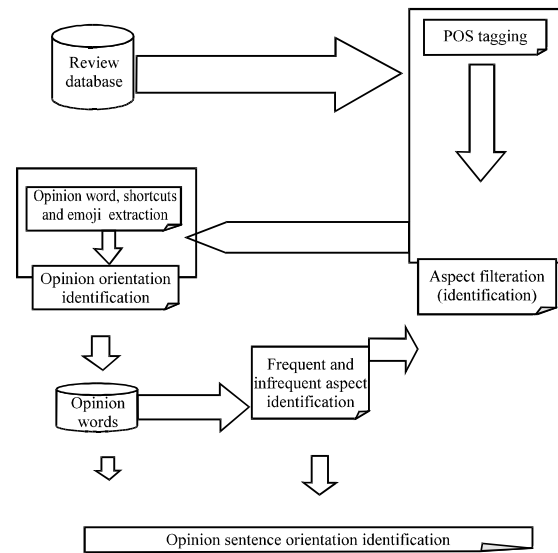 Review
database
POS tagging
Opinion word, shortcuts
and emoji extraction
Opinion orientation
identification
Aspect filteration
(identification)
Frequent and
infrequent aspect
identification
Opinion
words
Opinion sentence orientation identification